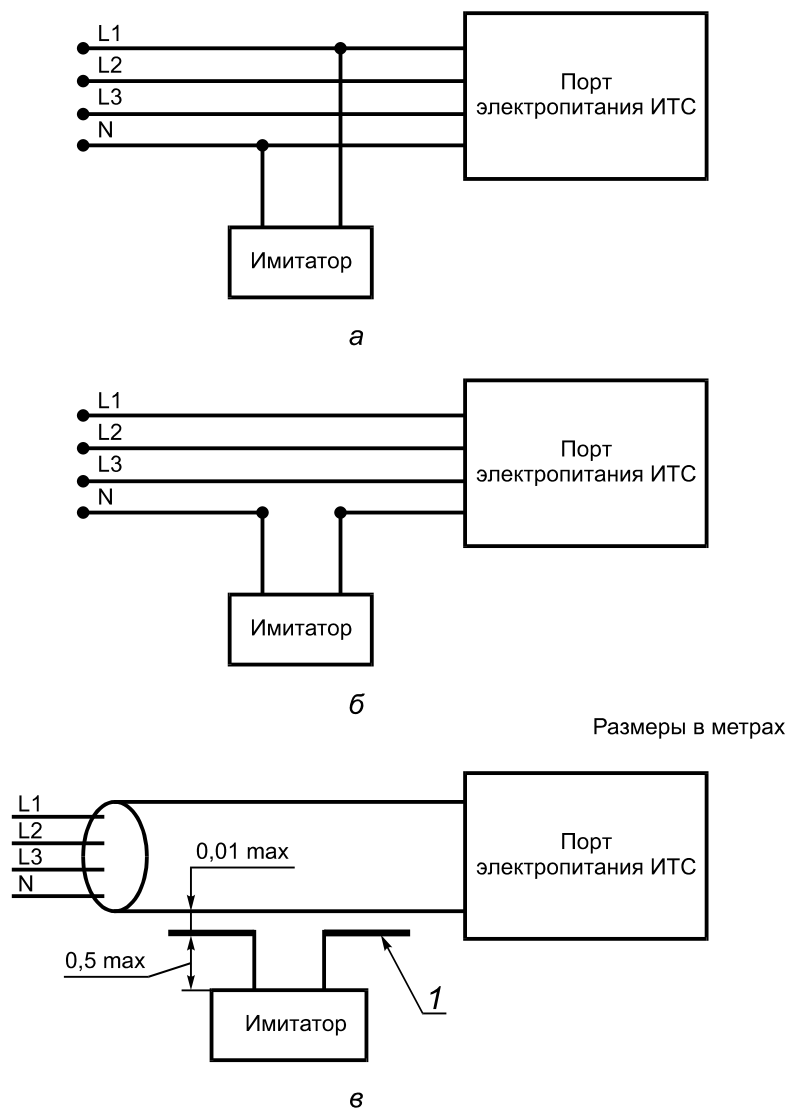 L1
L2
L3
N
Порт
электропитания ИТС
Имитатор
а
L1
L2
L3
N
Порт
электропитания ИТС
Имитатор
б
Размеры в метрах
L1
L2
L3
N
Порт
электропитания ИТС
0,01 max
0,5 max
1
Имитатор
в